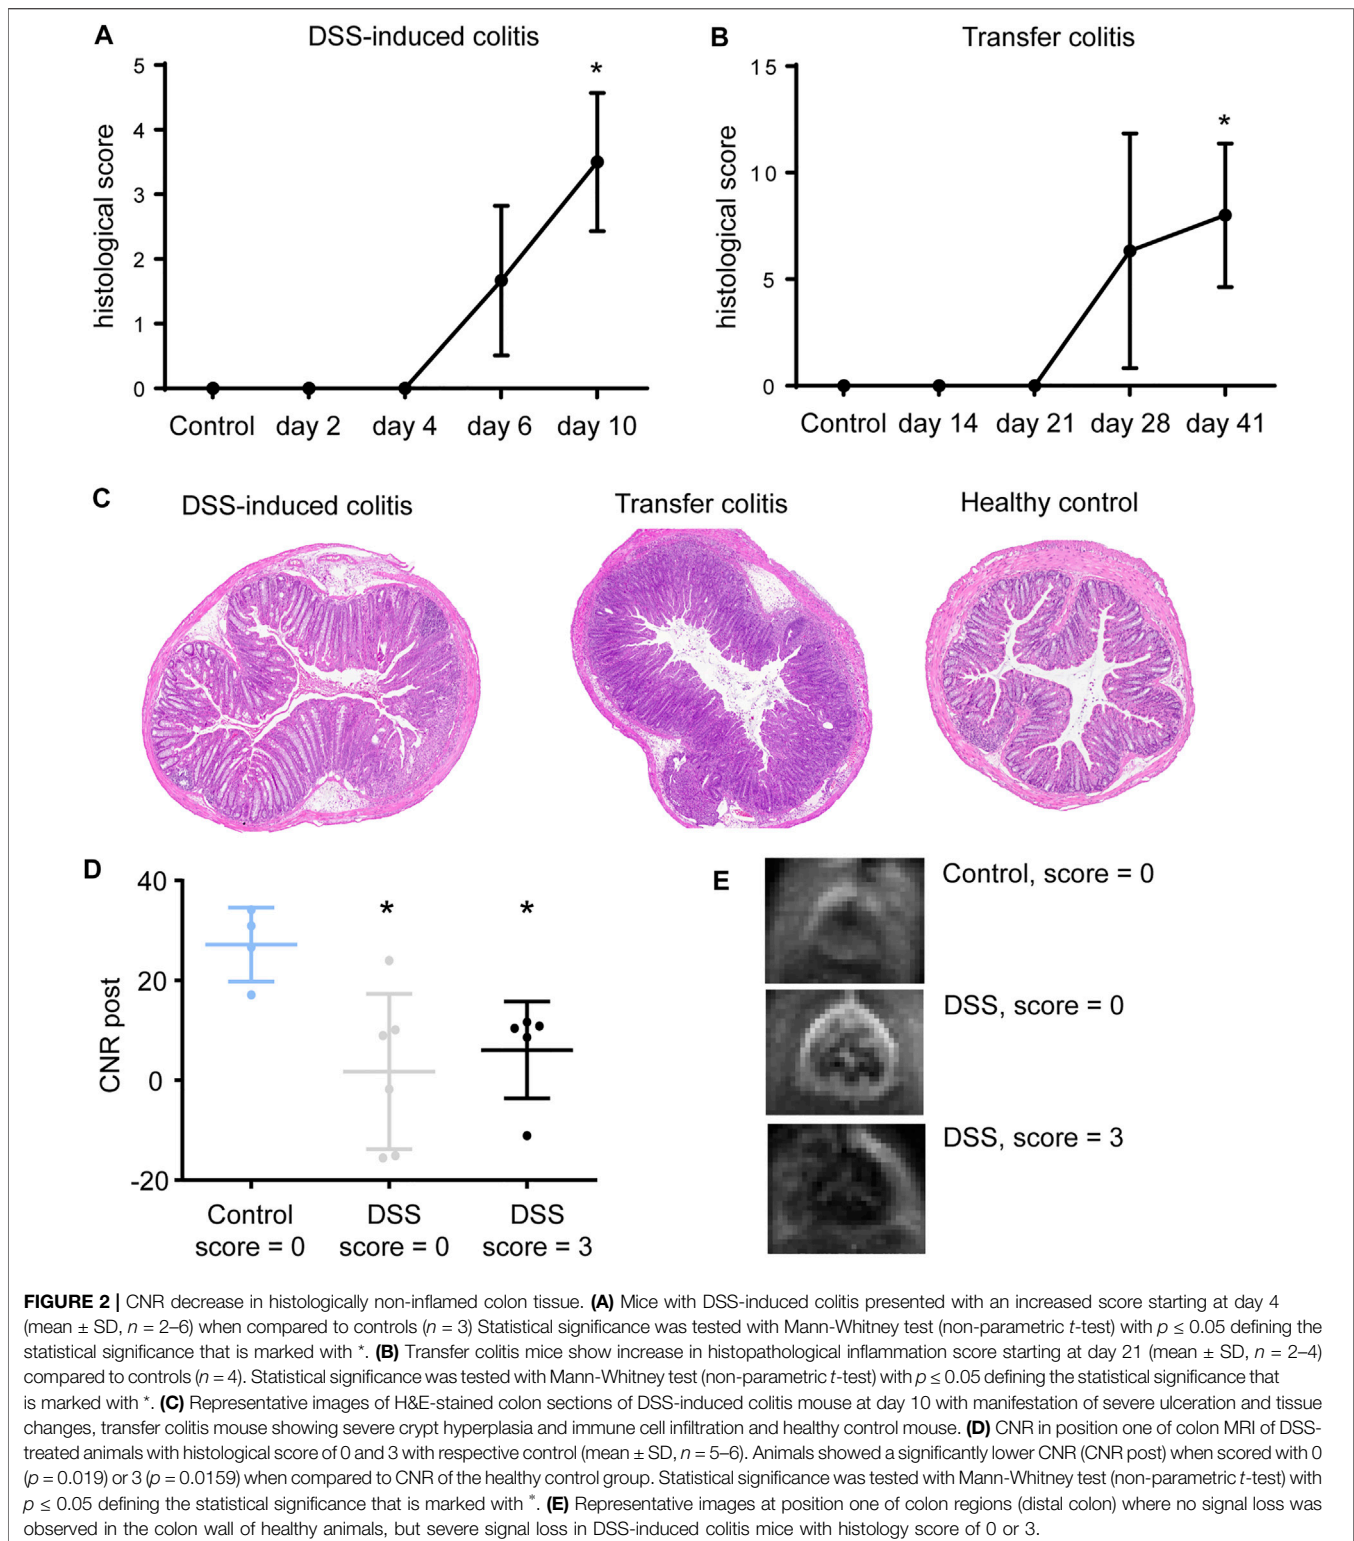 A
DSS-induced colitis
histological score
5
4
3
2
1
0
*
Control day 2 day 4 day 6 day 10
B
Transfer colitis
histological score
15
10
5
0
*
Control day 14 day 21 day 28 day 41
C
DSS-induced colitis
Transfer colitis
Healthy control
D
CNR post
40
20
0
-20
*
*
Control
score = 0
DSS
score = 0
DSS
score = 3
E
Control, score = 0
DSS, score = 0
DSS, score = 3
FIGURE 2 | CNR decrease in histologically non-inflamed colon tissue. (A) Mice with DSS-induced colitis presented with an increased score starting at day 4
(mean ± SD, n = 2–6) when compared to controls (n = 3) Statistical significance was tested with Mann-Whitney test (non-parametric t-test) with p ≤ 0.05 defining the
statistical significance that is marked with *. (B) Transfer colitis mice show increase in histopathological inflammation score starting at day 21 (mean ± SD, n = 2–4)
compared to controls (n = 4). Statistical significance was tested with Mann-Whitney test (non-parametric t-test) with p ≤ 0.05 defining the statistical significance that
is marked with *. (C) Representative images of H&E-stained colon sections of DSS-induced colitis mouse at day 10 with manifestation of severe ulceration and tissue
changes, transfer colitis mouse showing severe crypt hyperplasia and immune cell infiltration and healthy control mouse. (D) CNR in position one of colon MRI of DSS-
treated animals with histological score of 0 and 3 with respective control (mean ± SD, n = 5–6). Animals showed a significantly lower CNR (CNR post) when scored with 0
(p = 0.019) or 3 (p = 0.0159) when compared to CNR of the healthy control group. Statistical significance was tested with Mann-Whitney test (non-parametric t-test) with
p ≤ 0.05 defining the statistical significance that is marked with *. (E) Representative images at position one of colon regions (distal colon) where no signal loss was
observed in the colon wall of healthy animals, but severe signal loss in DSS-induced colitis mice with histology score of 0 or 3.